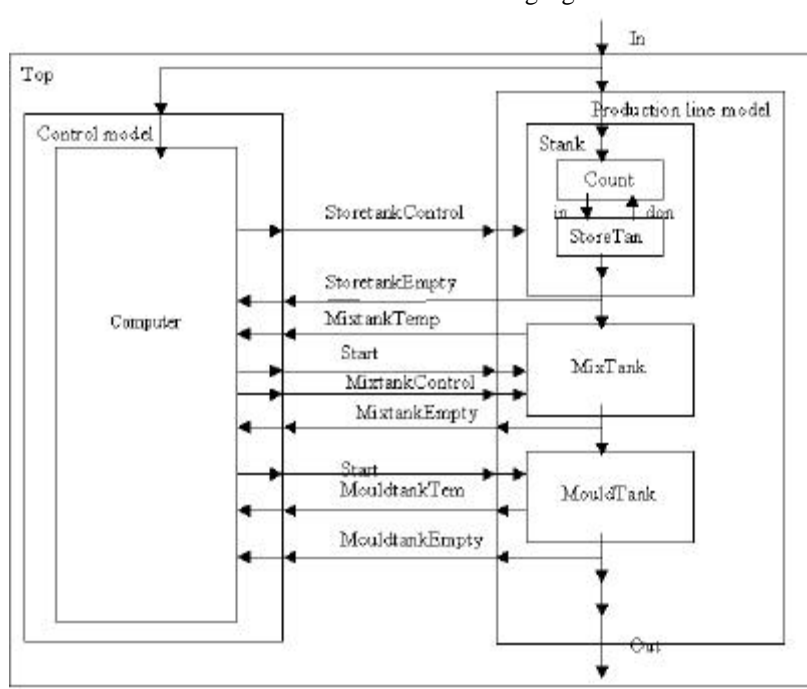 In
Top
Production line model
Control model
Stank
Count
in
don
StoreTan
StoretankControl
StoretankEmpty
MixtankTemp
Computer
Start
MixTank
MixtankControl
MixtankEmpty
Start
MouldtankTem
MouldTank
MouldtankEmpty
Out